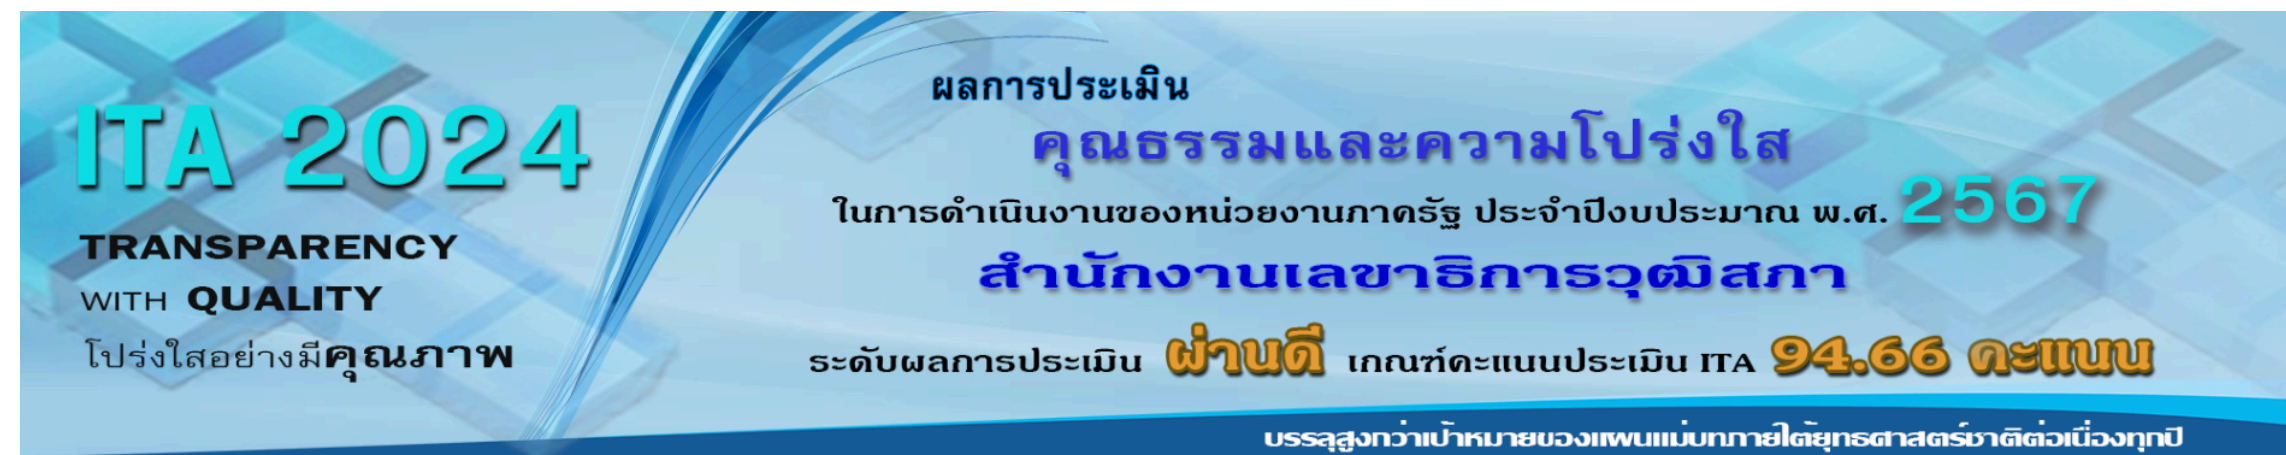 ITA 2024
TRANSPARENCY
WITH QUALITY
โปร่งใสอย่างมีคุณภาพ
ผลการประเมิน
คุณธรรมและความโปร่งใส
ในการดำเนินงานของหน่วยงานภาครัฐ ประจำปีงบประมาณ พ.ศ. 2567
สำนักงานเลขาธิการวุฒิสภา
ระดับผลการประเมิน ผ่านดี เกณฑ์คะแนนประเมิน ITA 94.66 คะแนน
บรรลุสูงกว่าเป้าหมายของแผนแม่บทภายใต้ยุทธศาสตร์ชาติต่อเนื่องทุกปี